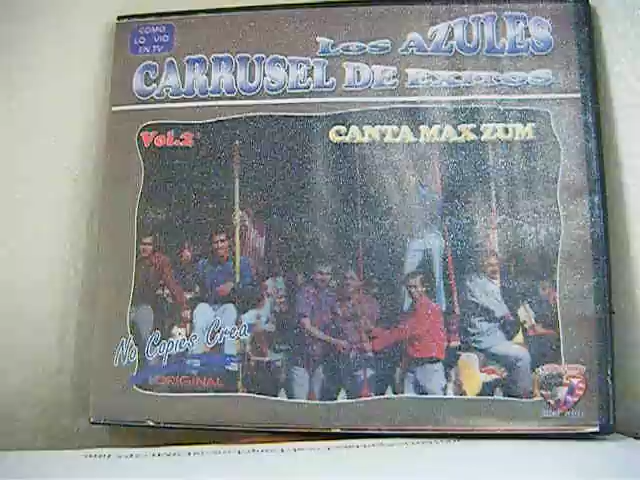 COMO
LO VIO
EN TV
Los AZULES
CARRUSEL DE EXITOS
Vol.2
CANTA MAX ZUM
No Copies Crea
ORIGINAL